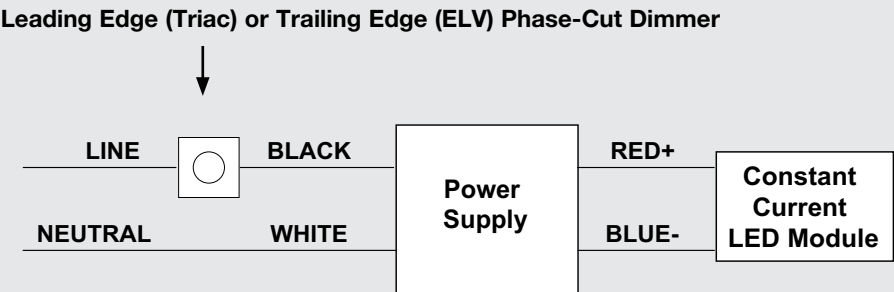 Leading Edge (Triac) or Trailing Edge (ELV) Phase-Cut Dimmer
LINE
BLACK
RED+
NEUTRAL
WHITE
BLUE-
Power
Supply
Constant
Current
LED Module